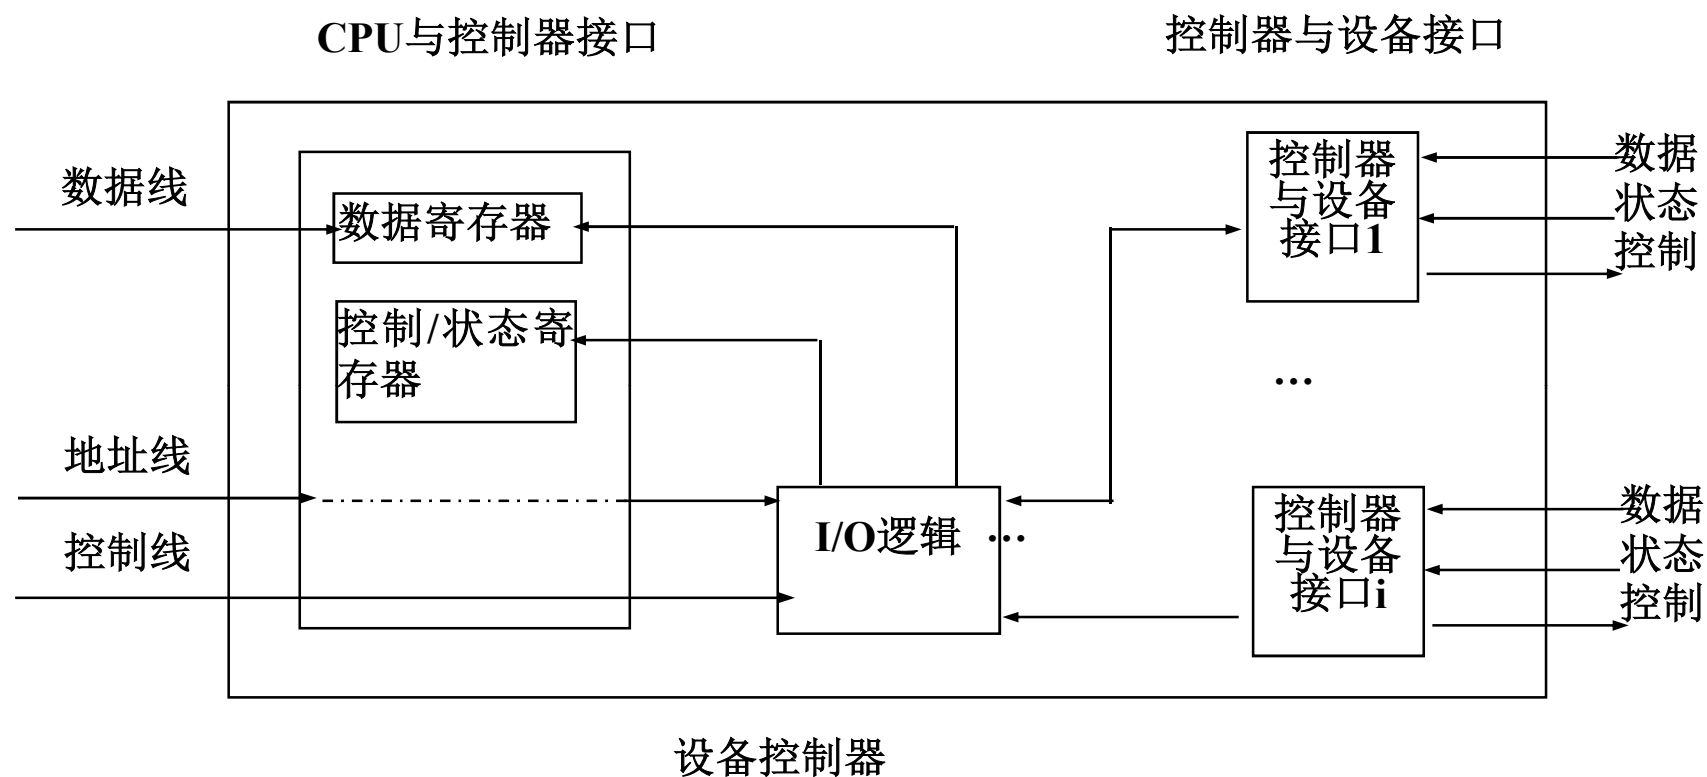 CPU与控制器接口
控制器与设备接口
数据线
数据寄存器
控制/状态寄
存器
地址线
控制线
I/O逻辑
…
控制器
与设备
接口1
数据
状态
控制
…
控制器
与设备
接口i
数据
状态
控制
设备控制器